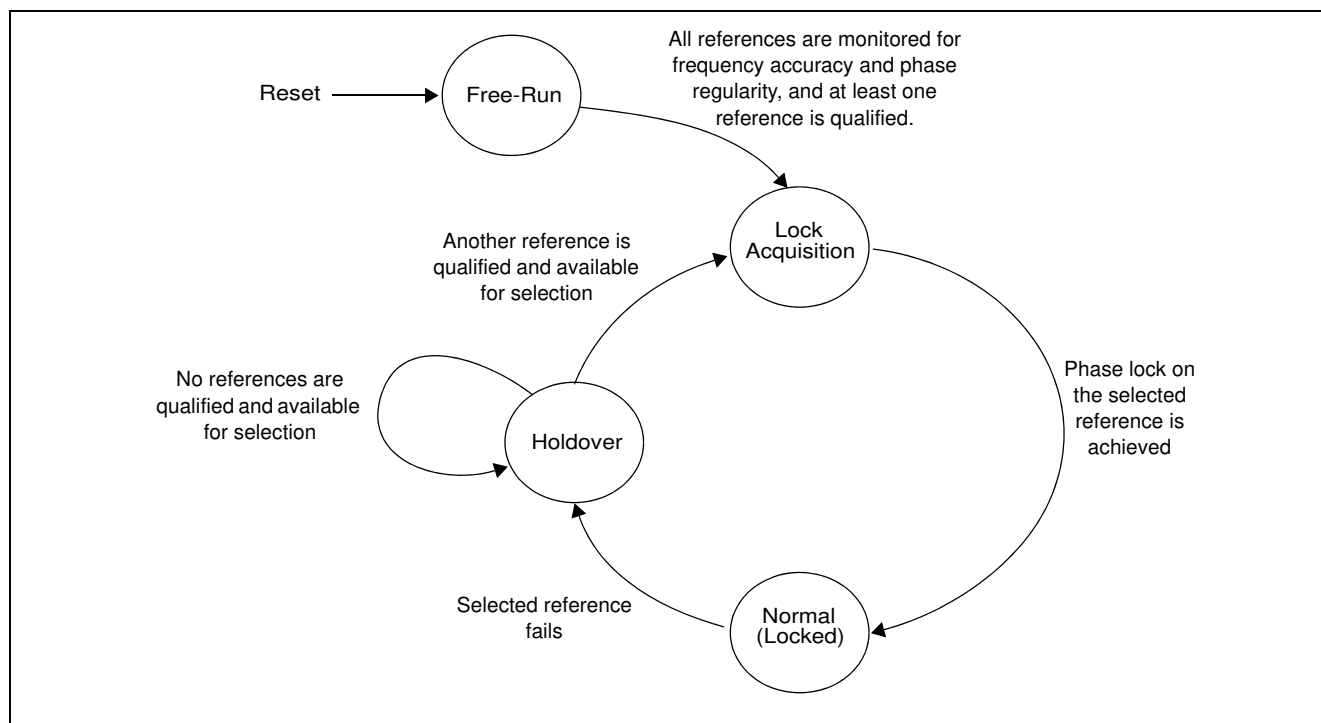 All references are monitored for
frequency accuracy and phase
regularity, and at least one
reference is qualified.
Reset
Free-Run
Lock
Acquisition
Another reference is
qualified and available
for selection
No references are
qualified and available
for selection
Holdover
Phase lock on
the selected
reference is
achieved
Selected reference
fails
Normal
(Locked)